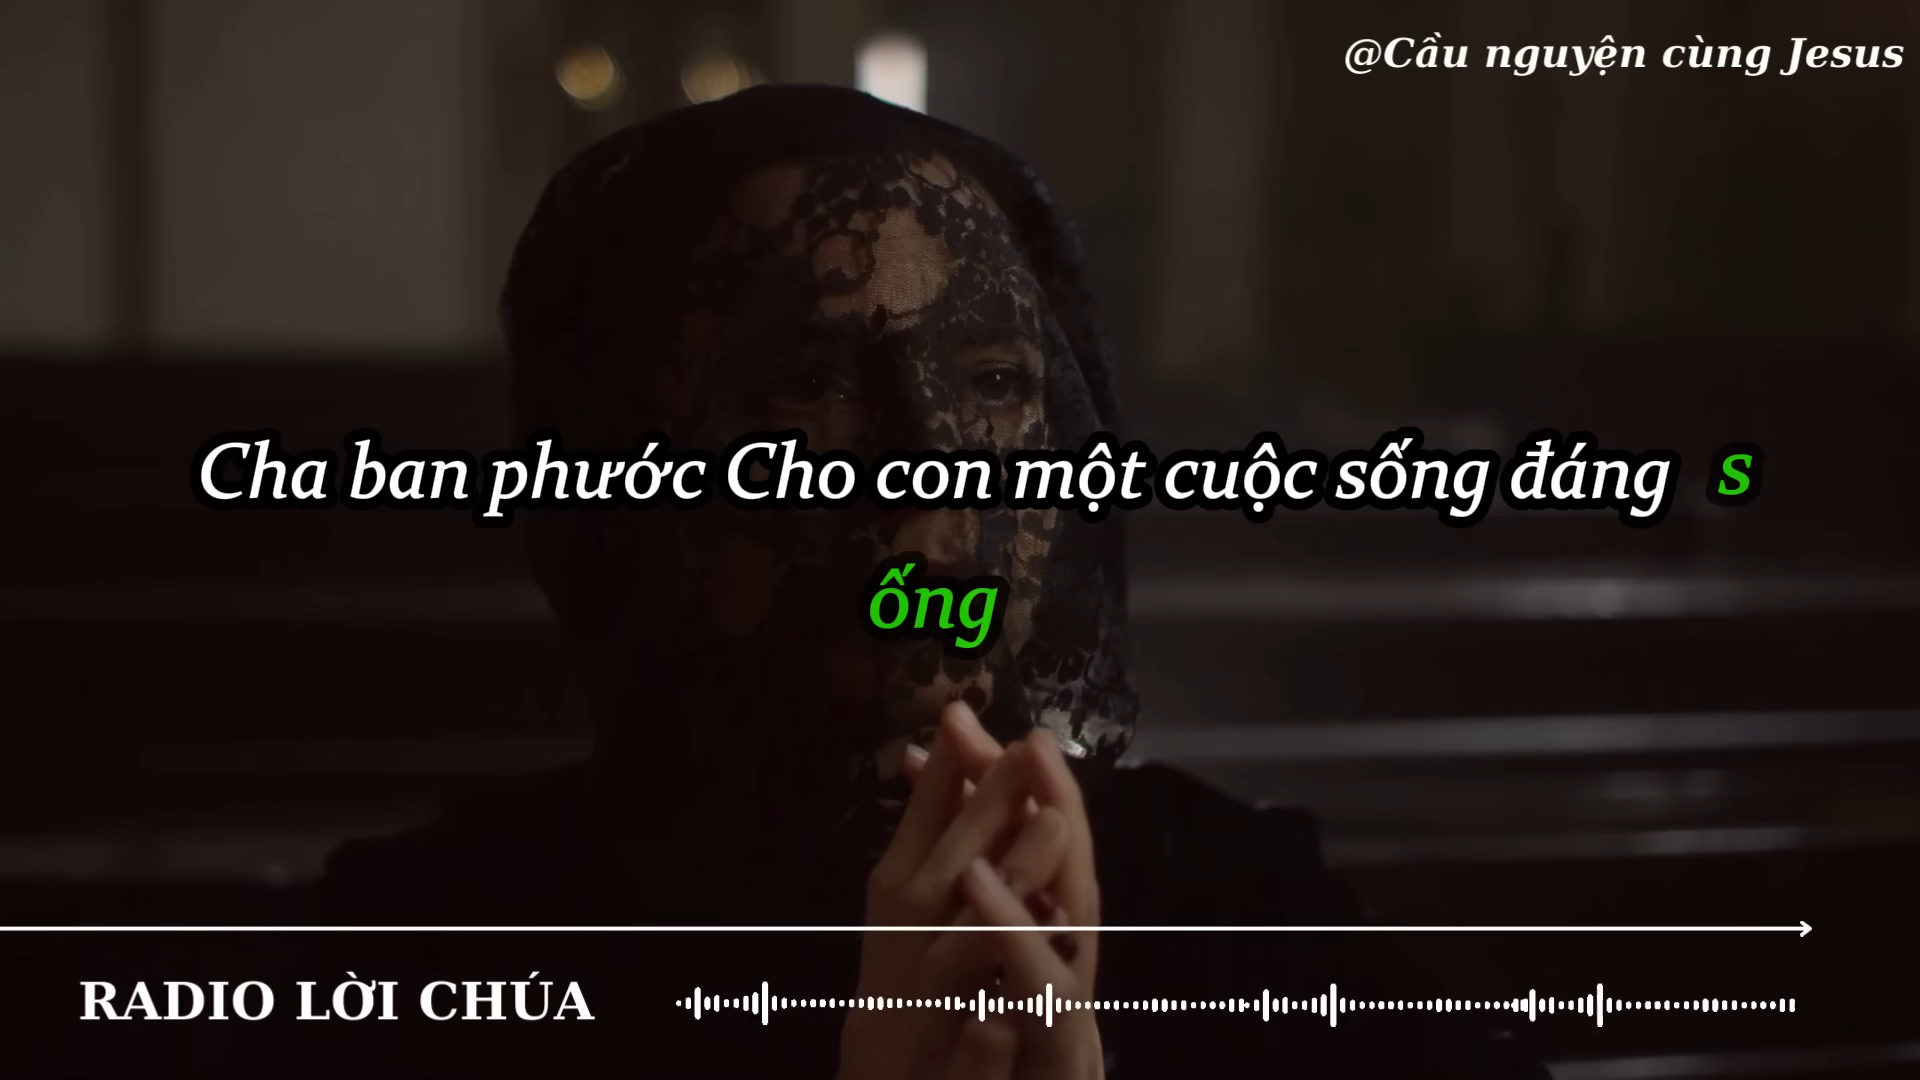 @Cầu nguyện cùng Jesus
Cha ban phước Cho con một cuộc sống đáng s
ống
RADIO LỜI CHÚA